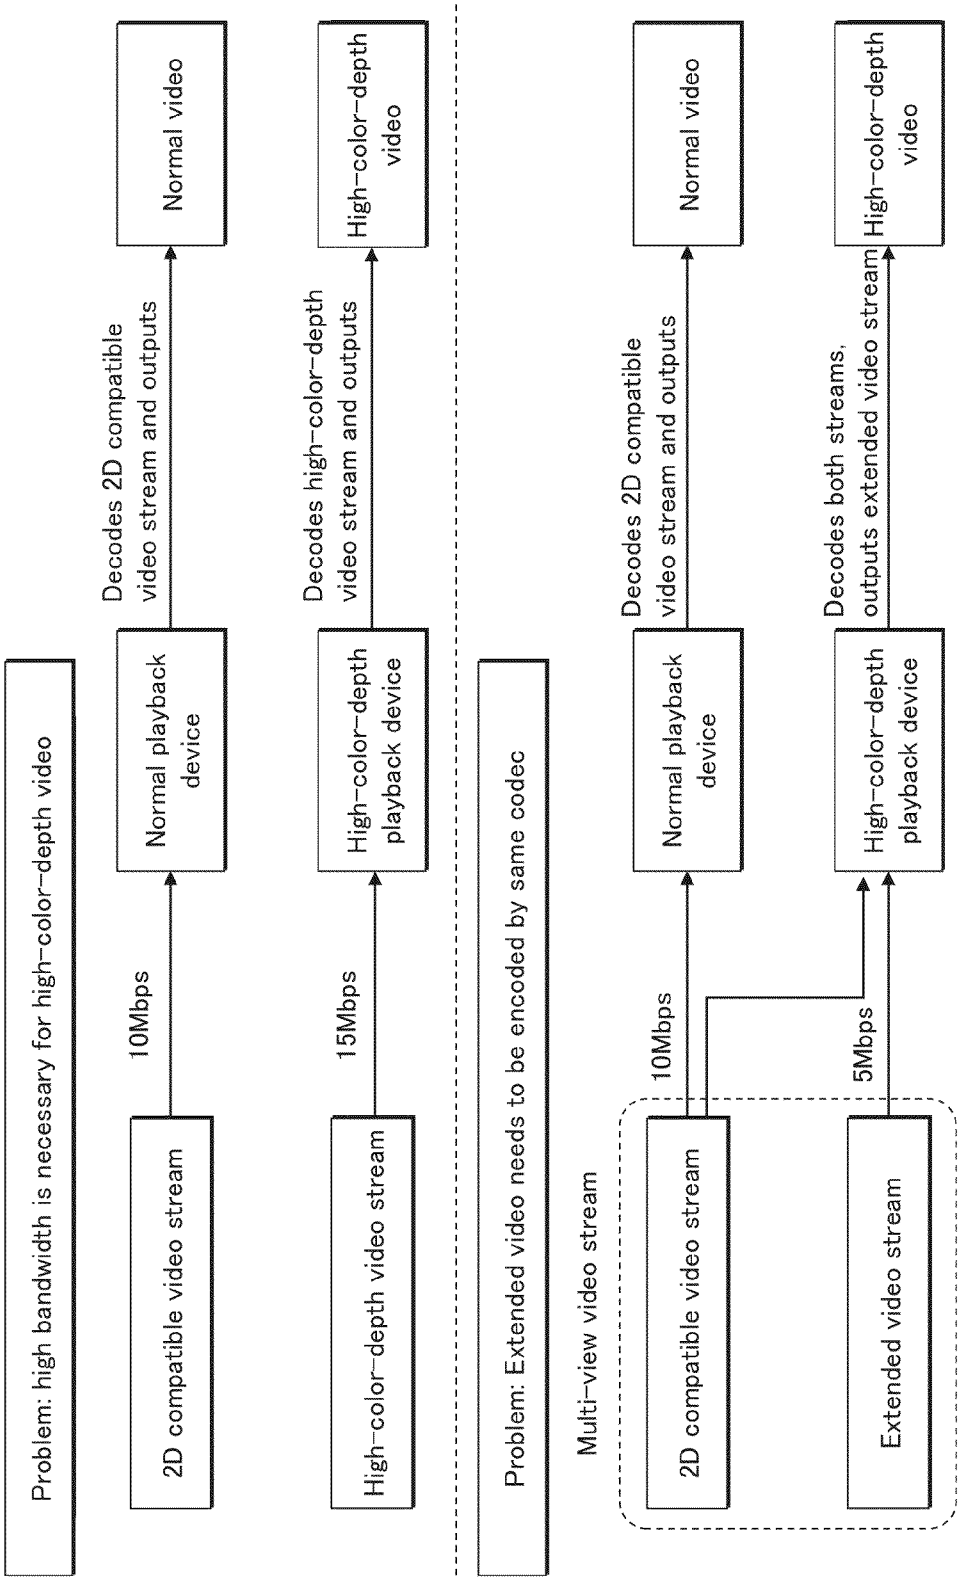 Problem: high bandwidth is necessary for high-color-depth video
2D compatible video stream
10Mbps
Normal playback
device
Decodes 2D compatible
video stream and outputs
Normal video
High-color-depth video stream
15Mbps
High-color-depth
playback device
Decodes high-color-depth
video stream and outputs
High-color-depth
video
Problem: Extended video needs to be encoded by same codec
Multi-view video stream
2D compatible video stream
10Mbps
Normal playback
device
Decodes 2D compatible
video stream and outputs
Normal video
Extended video stream
5Mbps
High-color-depth
playback device
Decodes both streams,
outputs extended video stream
High-color-depth
video